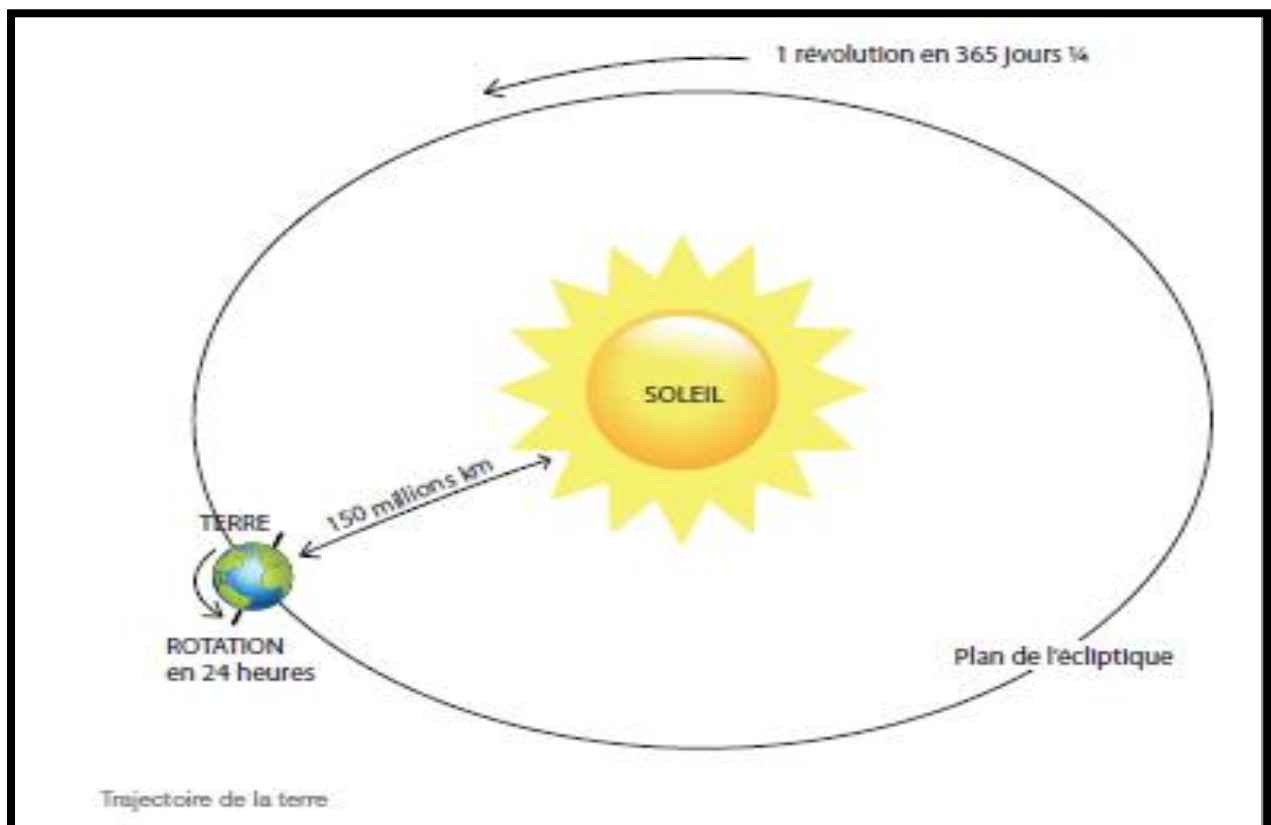 1 révolution en 365 jours ¼
SOLEIL
150 millions km
TERRE
ROTATION
en 24 heures
Plan de l'écliptique
Trajectoire de la terre